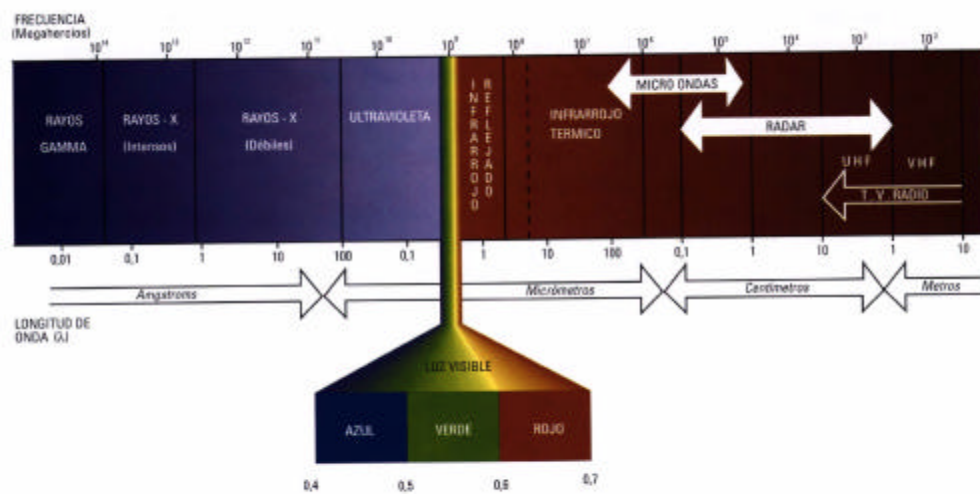 FRECUENCIA
(Megahercios)
10¹⁴ 10¹³ 10¹² 10¹¹ 10¹⁰ 10⁹ 10⁸ 10⁷ 10⁶ 10⁵ 10⁴ 10³ 10²
RAYOS
GAMMA
RAYOS - X
(Intensos)
RAYOS - X
(Débiles)
ULTRAVIOLETA
INFRARROJO
REFLEJADO
INFRARROJO
TERMICO
MICRO ONDAS
RADAR
UHF VHF
T.V. RADIO
0,01 0,1 1 10 100 0,1 1 10 100 0,1 1 10 1 10
Amgstroms Micrómetros Centímetros Metros
LONGITUD DE
ONDA (λ)
LUZ VISIBLE
AZUL VERDE ROJO
0,4 0,5 0,6 0,7